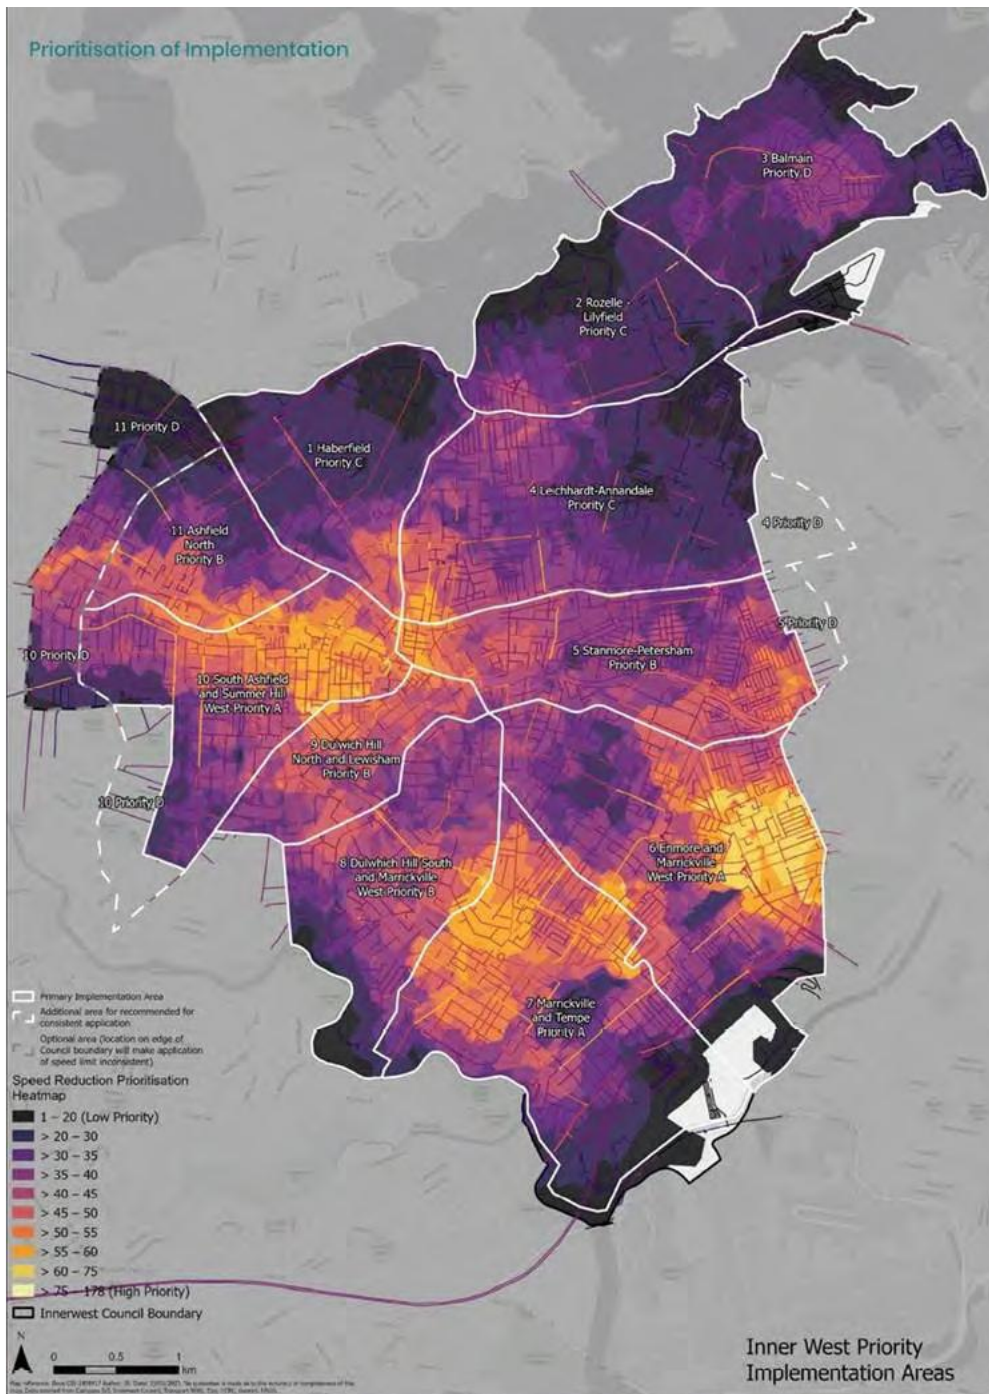 Prioritisation of Implementation
3 Balmain
Priority D
2 Rozelle -
Lilyfield
Priority C
11 Priority D
1 Haberfield
Priority C
4 Leichhardt-Annandale
Priority C
4 Priority D
11 Ashfield
North
Priority B
5 Priority D
10 Priority D
5 Stanmore-Petersham
Priority B
10 South Ashfield
and Summer Hill
West Priority A
9 Dulwich Hill
North and Lewisham
Priority B
10 Priority D
8 Dulwhich Hill South
and Marrickville
West Priority B
6 Enmore and
Marrickville
West Priority A
7 Marrickville
and Tempe
Priority A
Primary Implementation Area
Additional area for recommended for
consistent application
Optional area (location on edge of
Council boundary will make application
of speed limit inconsistent)
Speed Reduction Prioritisation
Heatmap
1 – 20 (Low Priority)
> 20 – 30
> 30 – 35
> 35 – 40
> 40 – 45
> 45 – 50
> 50 – 55
> 55 – 60
> 60 – 75
> 75 – 178 (High Priority)
Innerwest Council Boundary
N
0 0.5 1
km
Inner West Priority
Implementation Areas